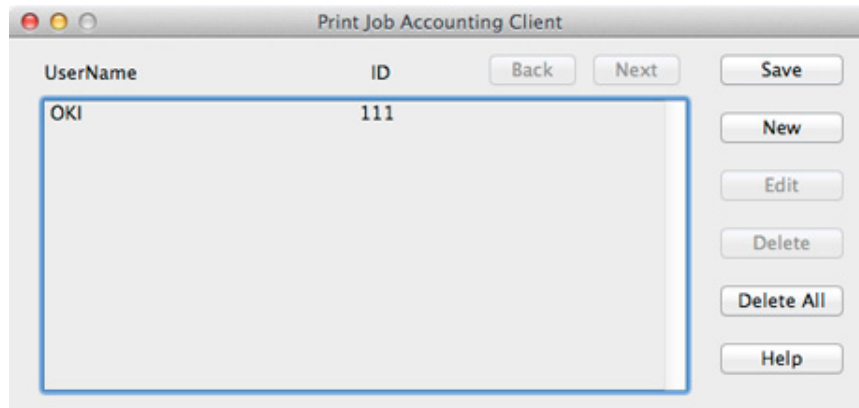 Print Job Accounting Client
UserName ID Back Next Save
OKI 111
New
Edit
Delete
Delete All
Help